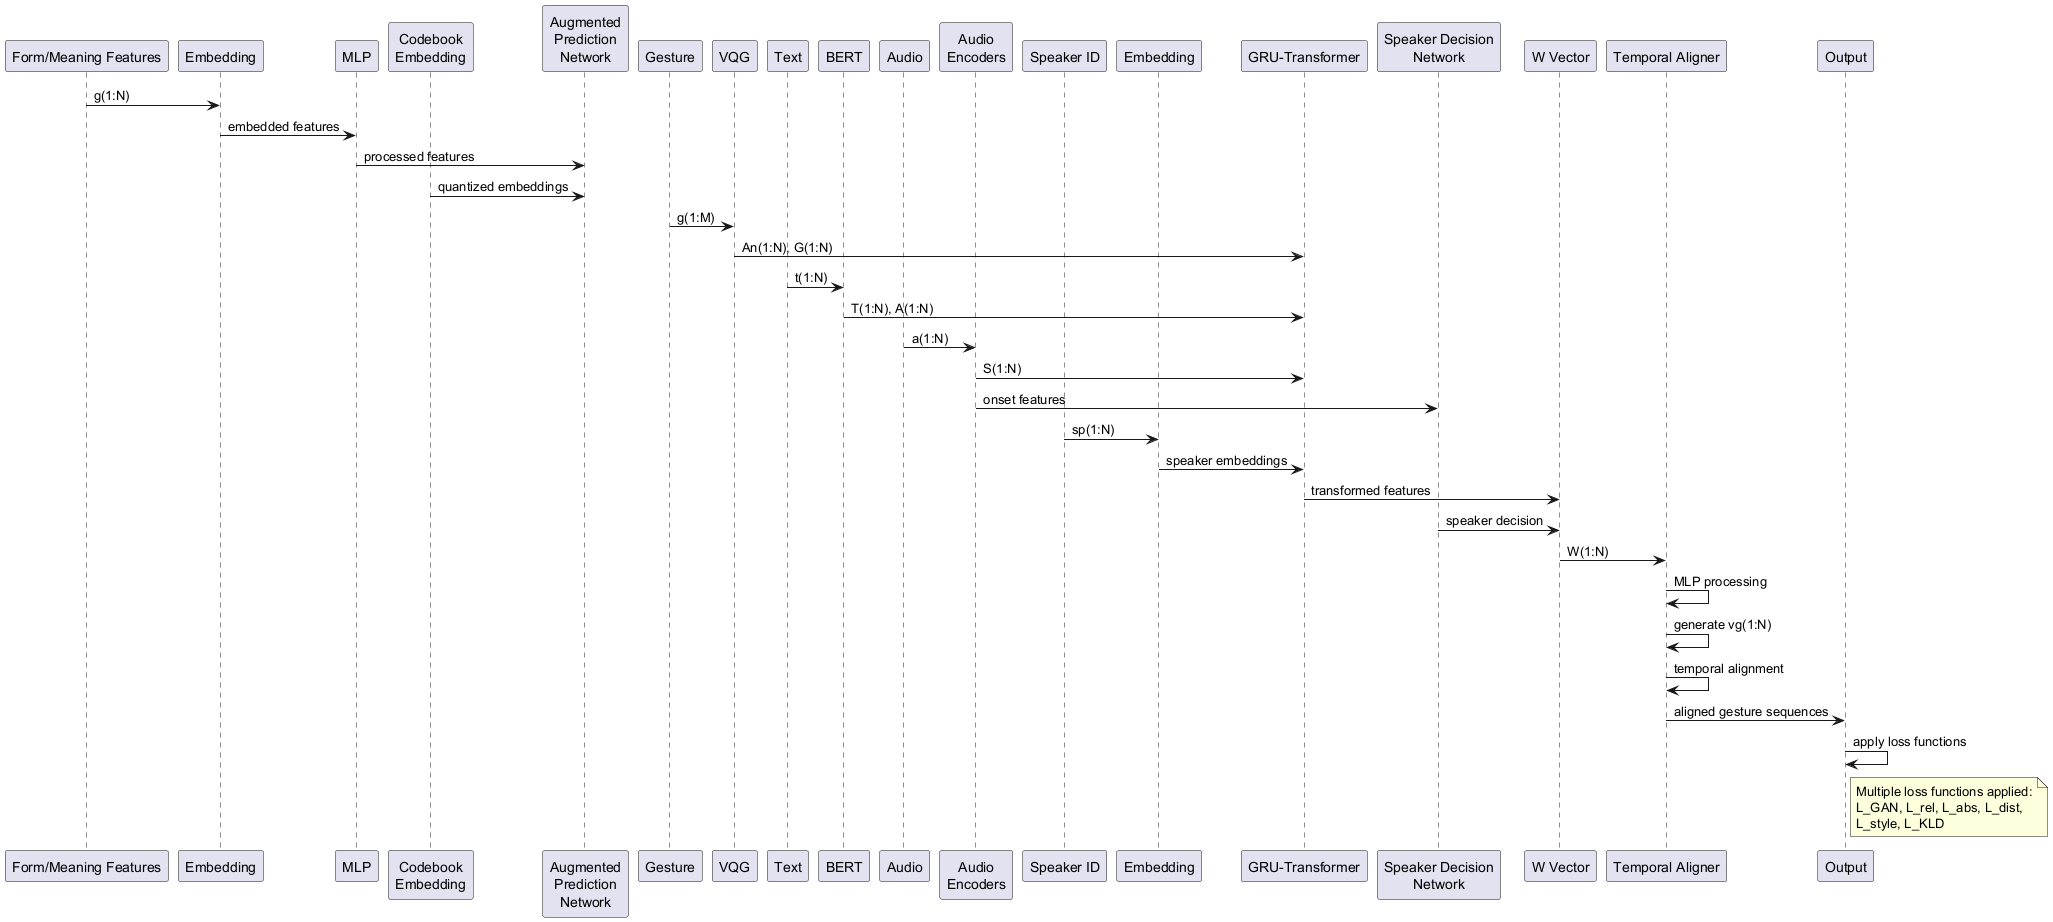 Form/Meaning Features
Embedding
MLP
Codebook
Embedding
Augmented
Prediction
Network
Gesture
VQG
Text
BERT
Audio
Audio
Encoders
Speaker ID
Embedding
GRU-Transformer
Speaker Decision
Network
W Vector
Temporal Aligner
Output
g(1:N)
embedded features
processed features
quantized embeddings
g(1:M)
An(1:N), G(1:N)
t(1:N)
T(1:N), A(1:N)
a(1:N)
S(1:N)
onset features
sp(1:N)
speaker embeddings
transformed features
speaker decision
W(1:N)
MLP processing
generate vg(1:N)
temporal alignment
aligned gesture sequences
apply loss functions
Multiple loss functions applied:
L_GAN, L_rel, L_abs, L_dist,
L_style, L_KLD
Form/Meaning Features
Embedding
MLP
Codebook
Embedding
Augmented
Prediction
Network
Gesture
VQG
Text
BERT
Audio
Audio
Encoders
Speaker ID
Embedding
GRU-Transformer
Speaker Decision
Network
W Vector
Temporal Aligner
Output